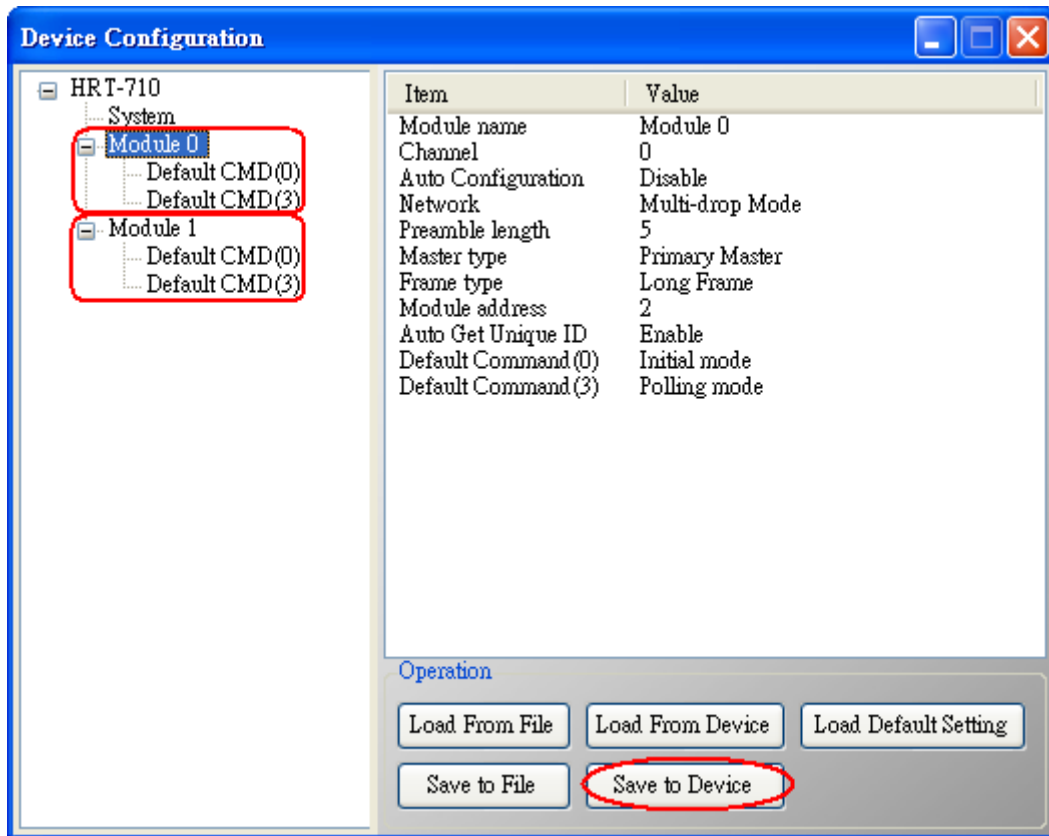 Device Configuration
HRT-710
System
Module 0
Default CMD(0)
Default CMD(3)
Module 1
Default CMD(0)
Default CMD(3)
Item Value
Module name Module 0
Channel 0
Auto Configuration Disable
Network Multi-drop Mode
Preamble length 5
Master type Primary Master
Frame type Long Frame
Module address 2
Auto Get Unique ID Enable
Default Command(0) Initial mode
Default Command(3) Polling mode
Operation
Load From File Load From Device Load Default Setting
Save to File Save to Device